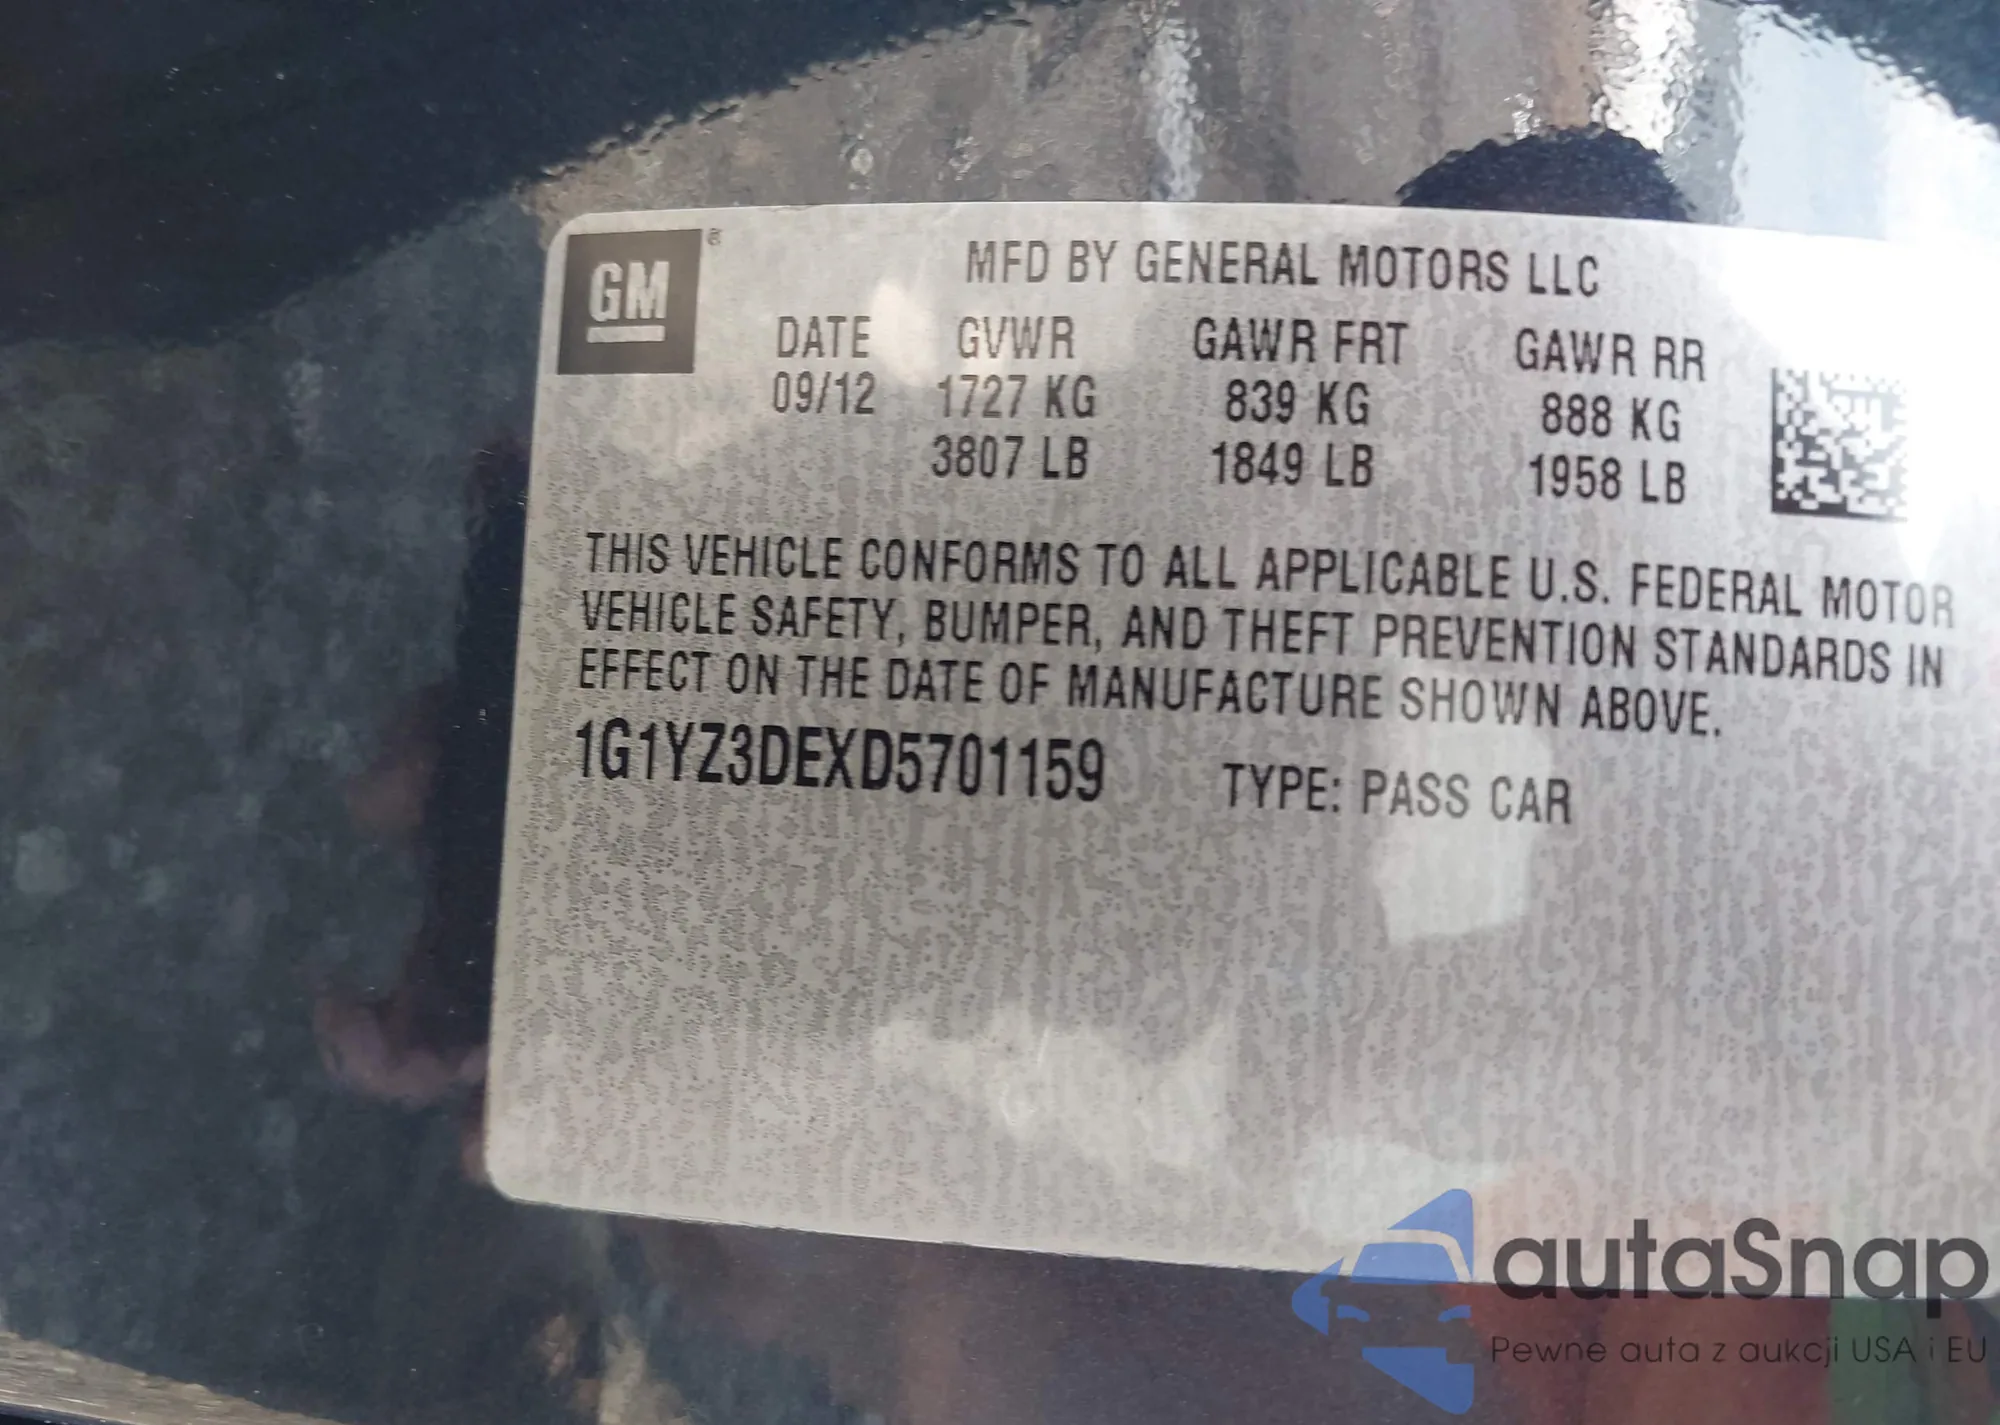 GM ®
MFD BY GENERAL MOTORS LLC
DATE GVWR GAWR FRT GAWR RR
09/12 1727 KG 839 KG 888 KG
3807 LB 1849 LB 1958 LB
THIS VEHICLE CONFORMS TO ALL APPLICABLE U.S. FEDERAL MOTOR
VEHICLE SAFETY, BUMPER, AND THEFT PREVENTION STANDARDS IN
EFFECT ON THE DATE OF MANUFACTURE SHOWN ABOVE.
1G1YZ3DEXD5701159 TYPE: PASS CAR
autaSnap
Pewne auta z aukcji USA i EU